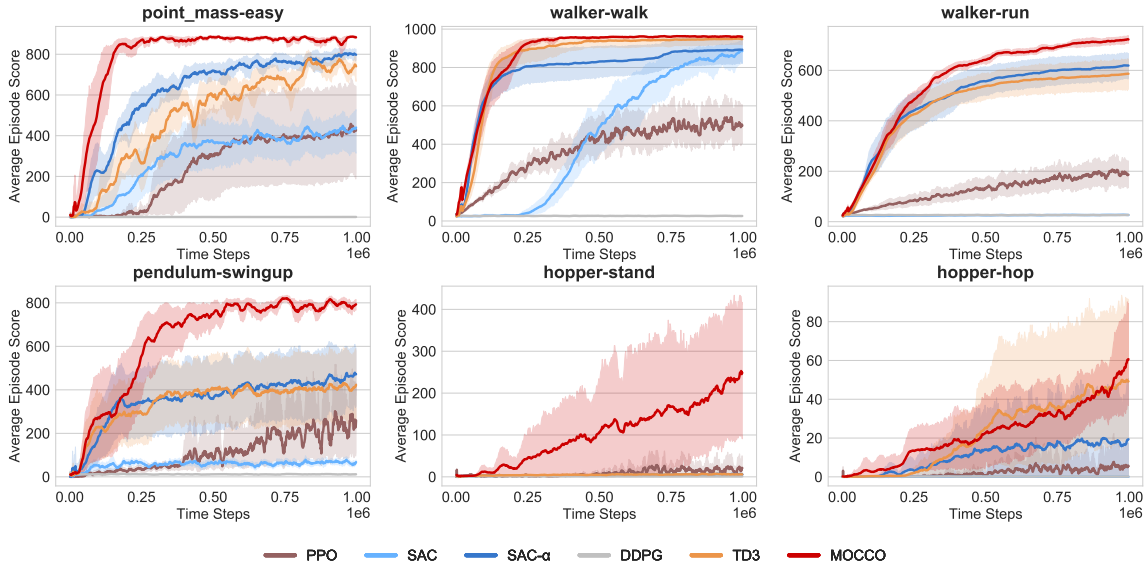 point_mass-easy
walker-walk
walker-run
Average Episode Score
800
600
400
200
0
0.00 0.25 0.50 0.75 1.00
Time Steps
1e6
Average Episode Score
1000
800
600
400
200
0
0.00 0.25 0.50 0.75 1.00
Time Steps
1e6
Average Episode Score
600
400
200
0
0.00 0.25 0.50 0.75 1.00
Time Steps
1e6
pendulum-swingup
hopper-stand
hopper-hop
Average Episode Score
800
600
400
200
0
0.00 0.25 0.50 0.75 1.00
Time Steps
1e6
Average Episode Score
400
300
200
100
0
0.00 0.25 0.50 0.75 1.00
Time Steps
1e6
Average Episode Score
80
60
40
20
0
0.00 0.25 0.50 0.75 1.00
Time Steps
1e6
PPO SAC SAC-α DDPG TD3 MOCCO